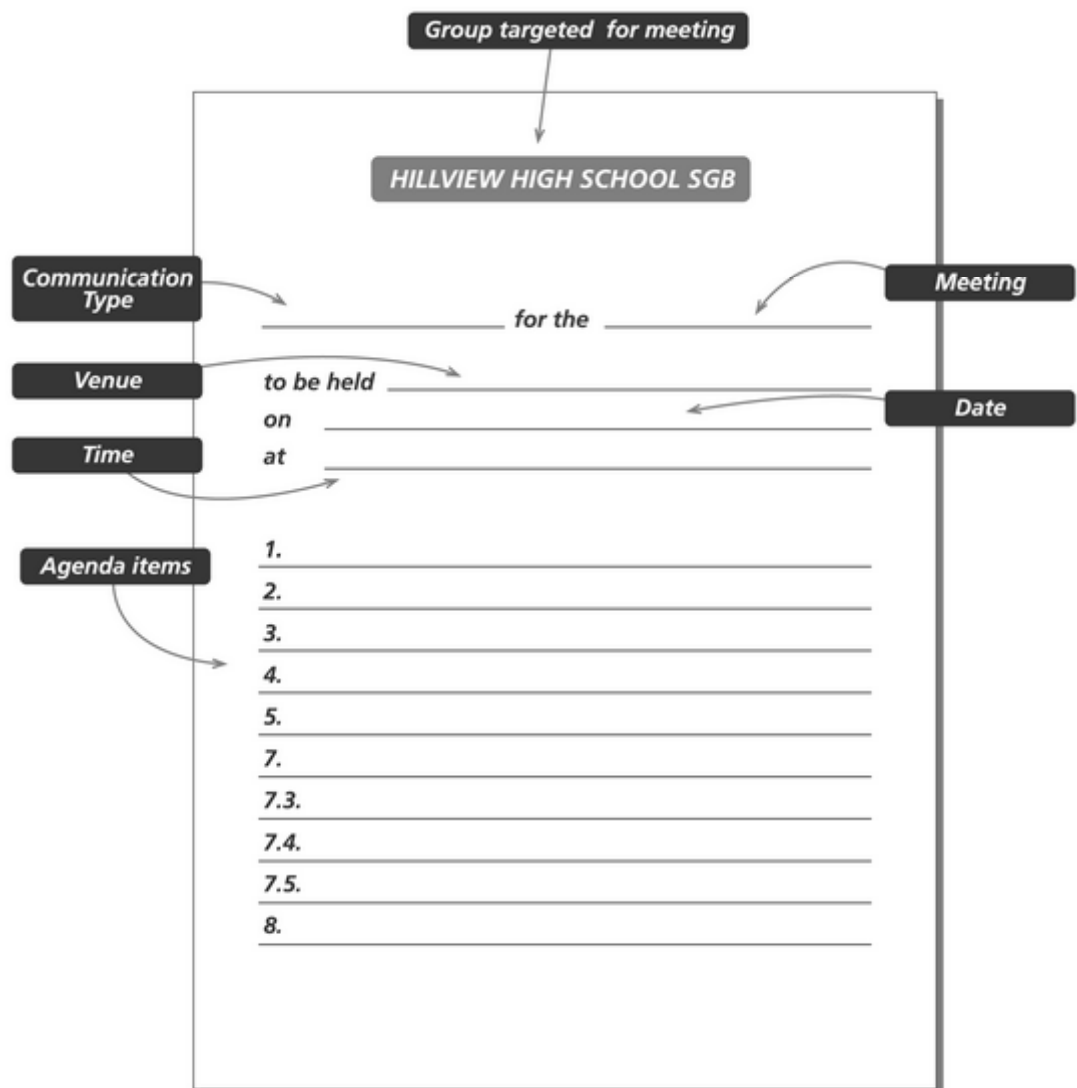 Group targeted for meeting
HILLVIEW HIGH SCHOOL SGB
Communication
Type
Meeting
for the
Venue
to be held
Date
on
Time
at
Agenda items
1.
2.
3.
4.
5.
7.
7.3.
7.4.
7.5.
8.